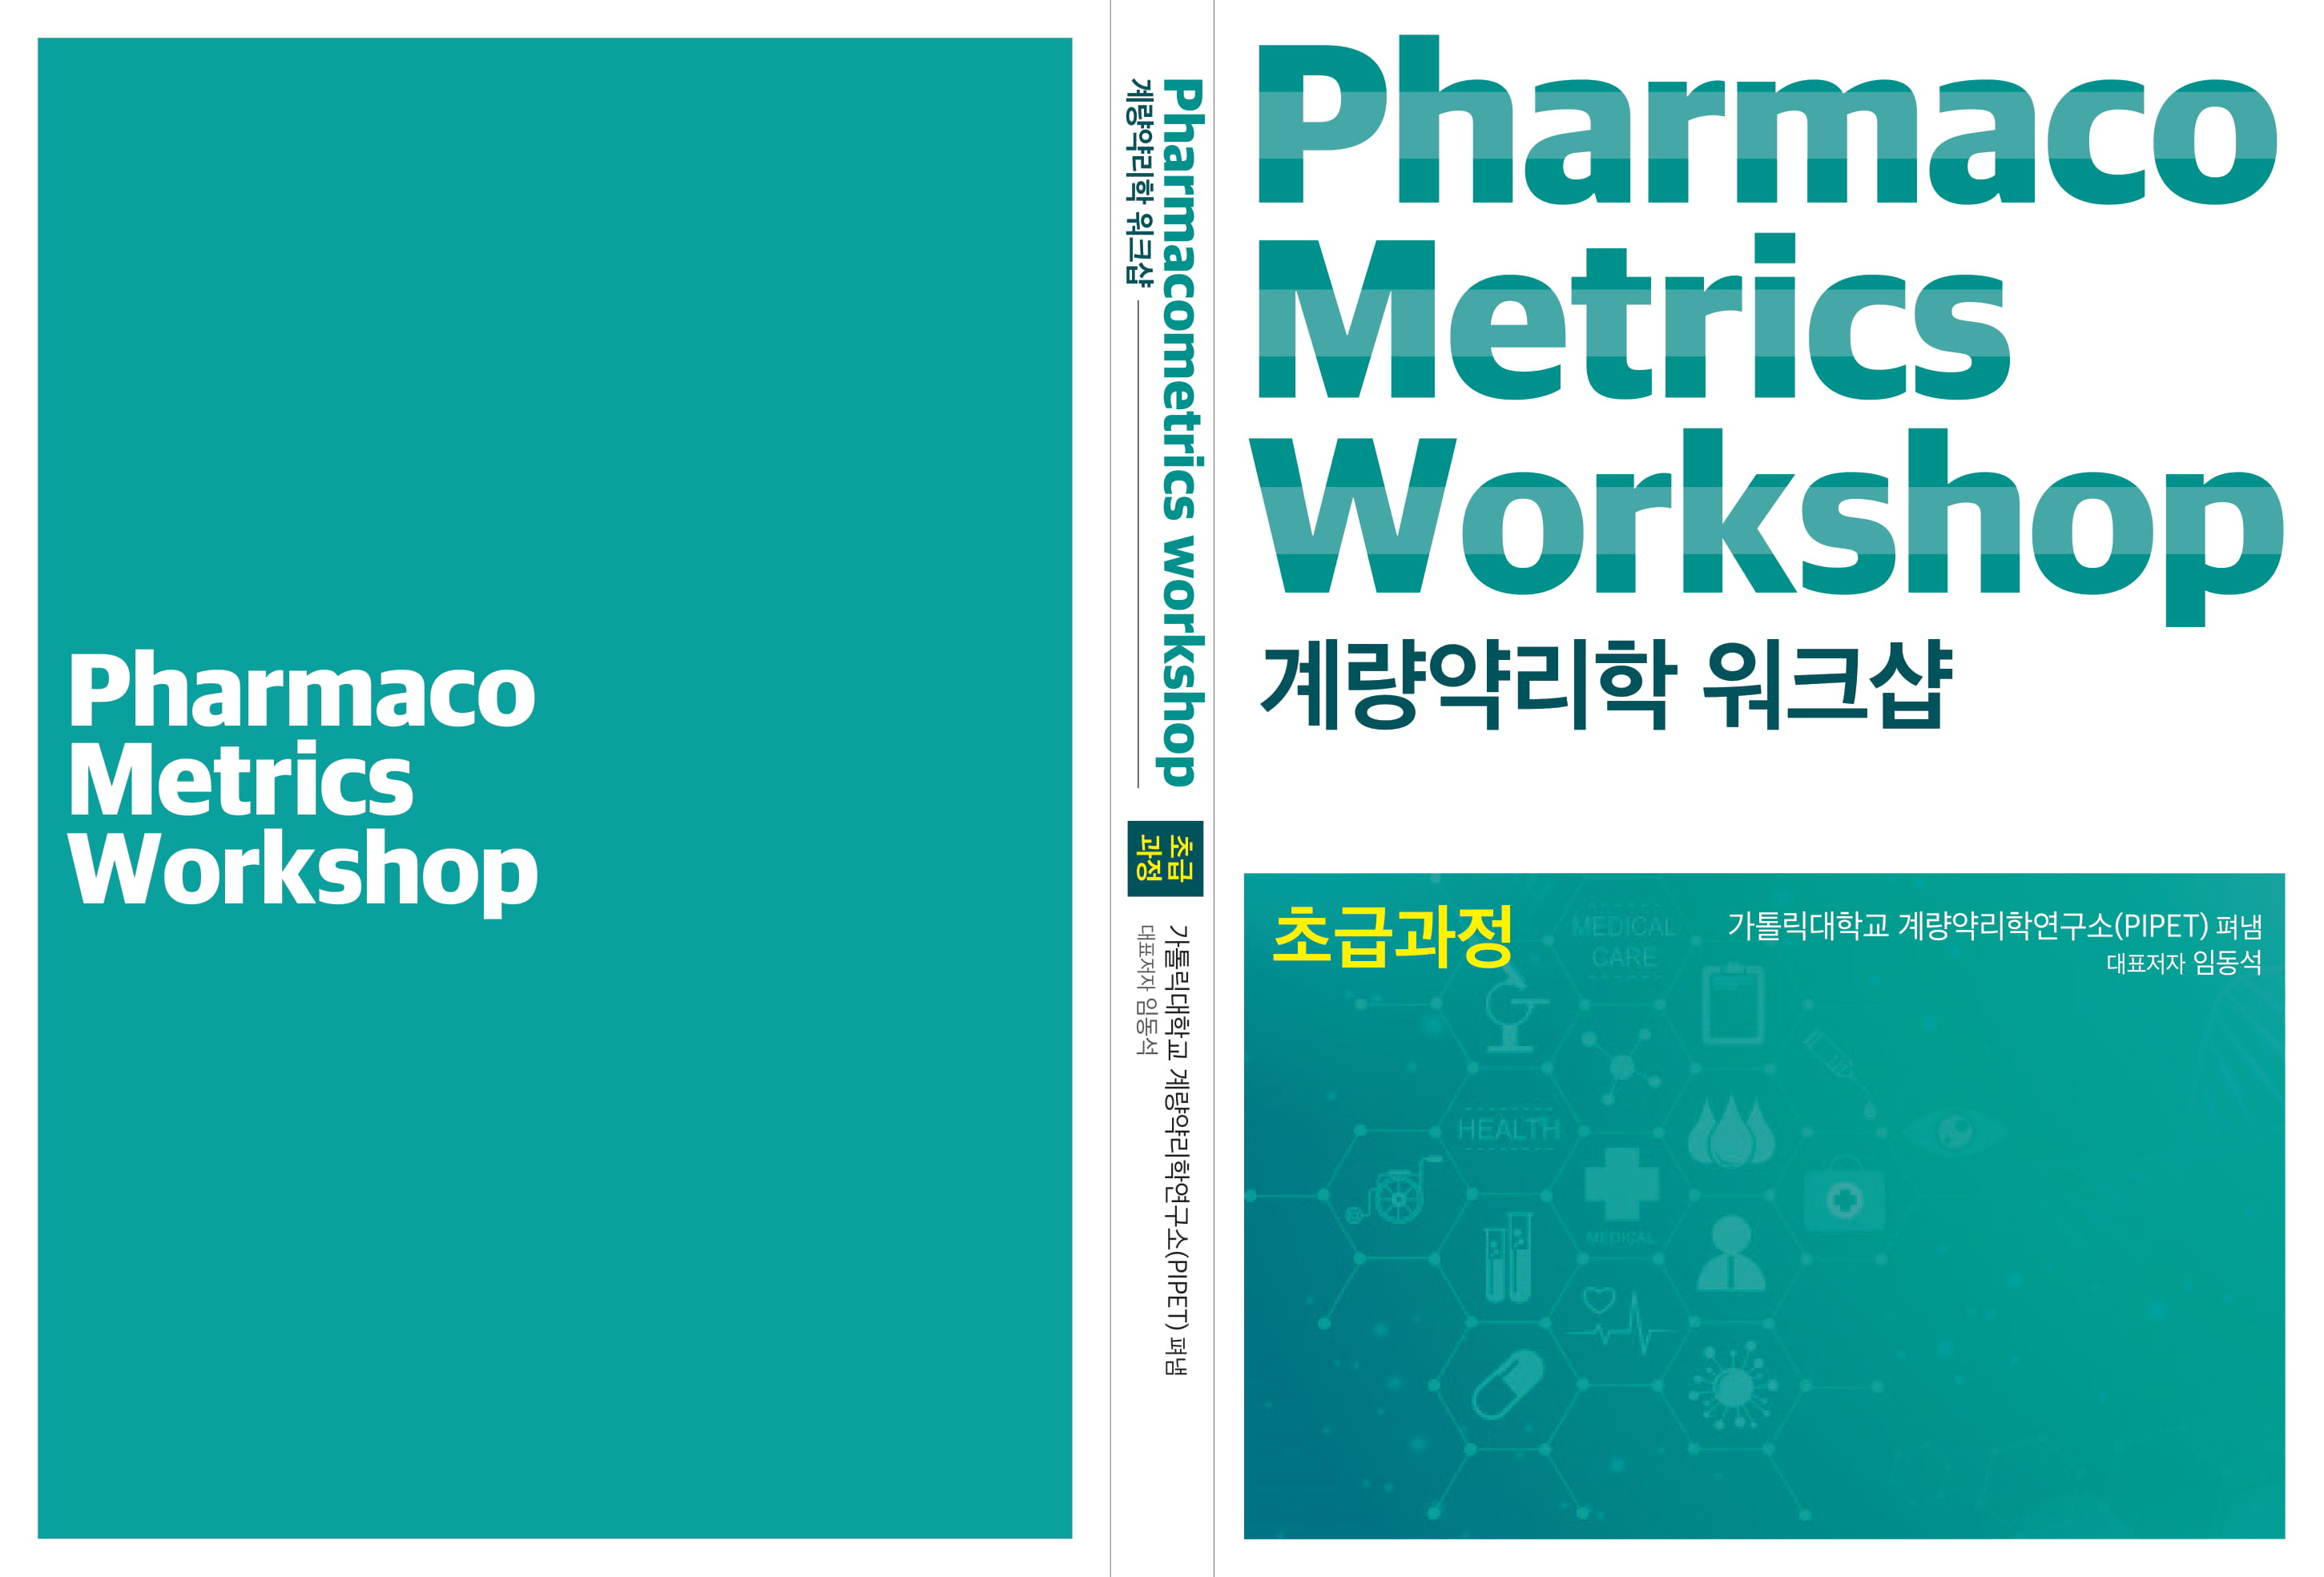 Pharmaco
Metrics
Workshop
Pharmacometrics workshop
계량약리학 워크샵
초급
과정
가톨릭대학교 계량약리학연구소(PIPET) 펴냄
대표저자 임동석
Pharmaco
Metrics
Workshop
계량약리학 워크샵
초급과정
가톨릭대학교 계량약리학연구소(PIPET) 펴냄
대표저자 임동석
MEDICAL
CARE
HEALTH
MEDICAL